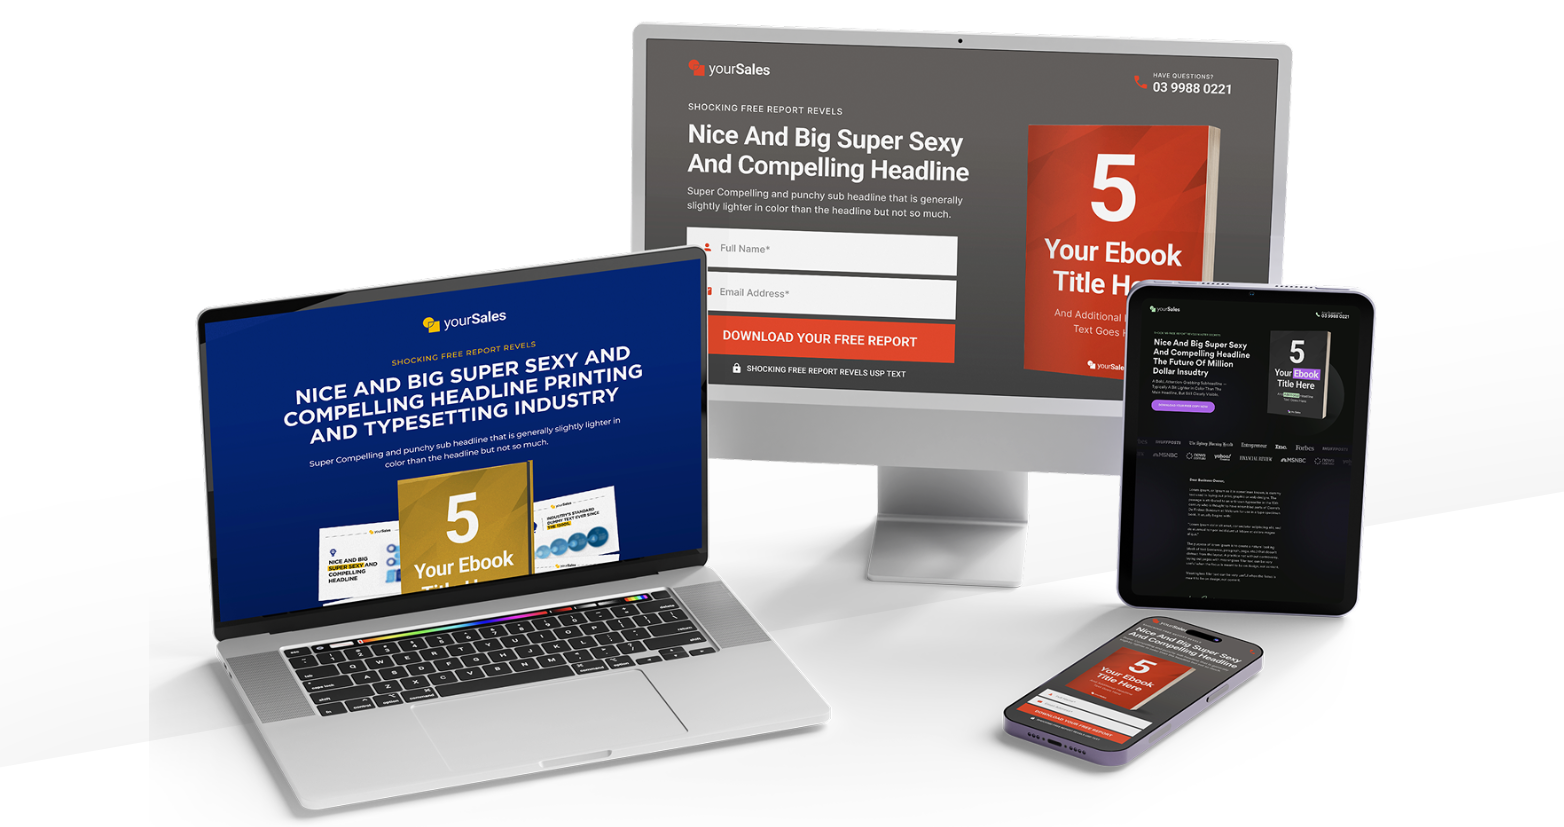 yourSales
HAVE QUESTIONS?
03 9988 0221
SHOCKING FREE REPORT REVELS
Nice And Big Super Sexy
And Compelling Headline
Super Compelling and punchy sub headline that is generally
slightly lighter in color than the headline but not so much.
Full Name*
Email Address*
DOWNLOAD YOUR FREE REPORT
SHOCKING FREE REPORT REVELS USP TEXT
5
Your Ebook
Title
And Additional
Text Goes
yourSales
yourSales
SHOCKING FREE REPORT REVELS
NICE AND BIG SUPER SEXY AND
COMPELLING HEADLINE PRINTING
AND TYPESETTING INDUSTRY
Super Compelling and punchy sub headline that is generally slightly lighter in
color than the headline but not so much.
5
Your Ebook
yourSales
NICE AND BIG
SUPER SEXY AND
COMPELLING
HEADLINE
yourSales
INDUSTRY'S STANDARD
DUMMY TEXT EVER SINCE
THE 1500S,
yourSales
yourSales
03 9988 0221
Nice And Big Super Sexy
And Compelling Headline
The Future Of Million
Dollar Insudtry
5
Your Ebook
Title Here
Entrepreneur
Forbes
MSNBC
yahoo!
FINANCIAL REVIEW
MSNBC
Dear Business Owner,
yourSales
Nice And Big Super Sexy
And Compelling Headline
5
Your Ebook
Title Here
DOWNLOAD YOUR FREE REPORT